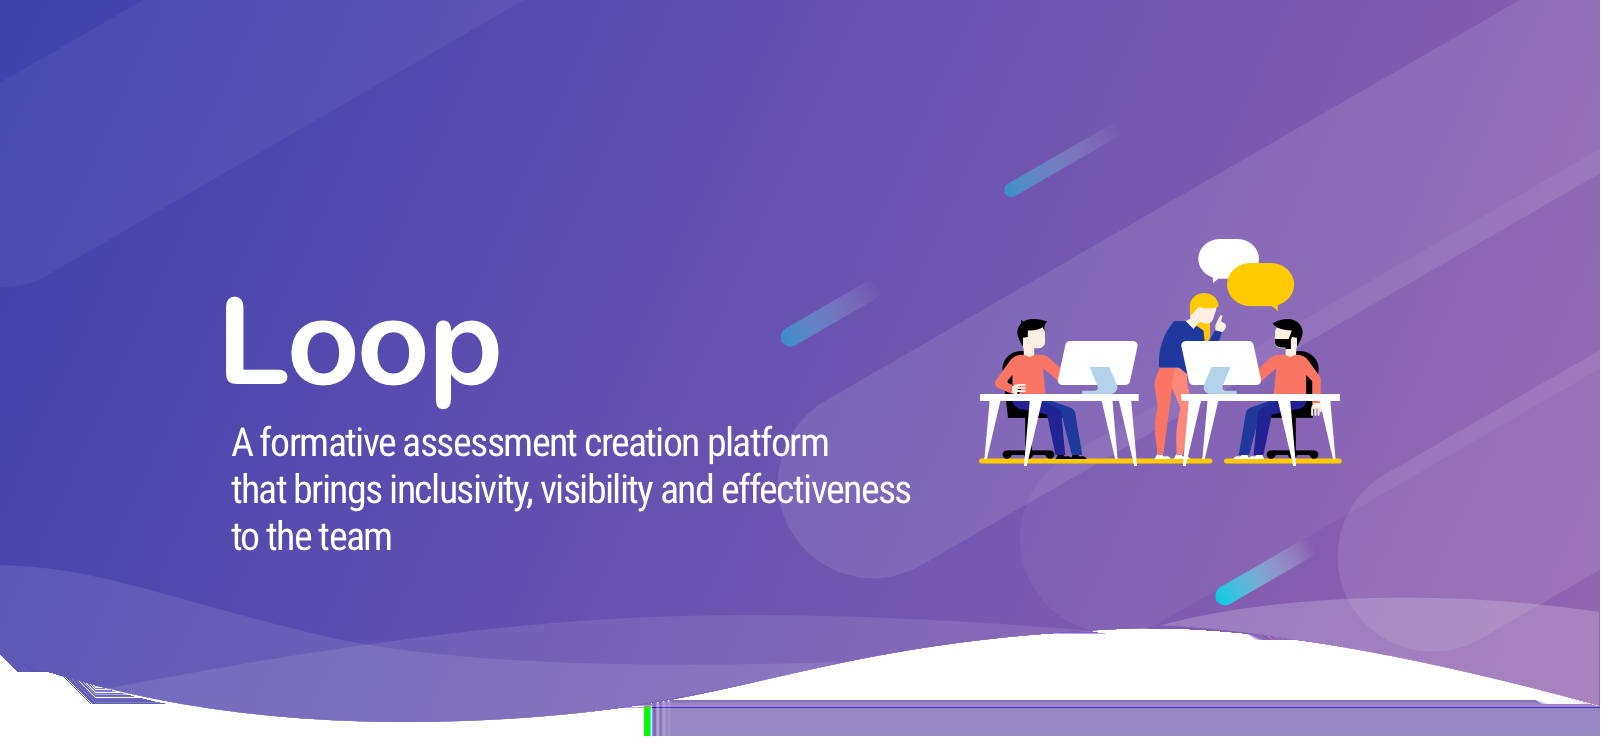 Loop
A formative assessment creation platform
that brings inclusivity, visibility and effectiveness
to the team